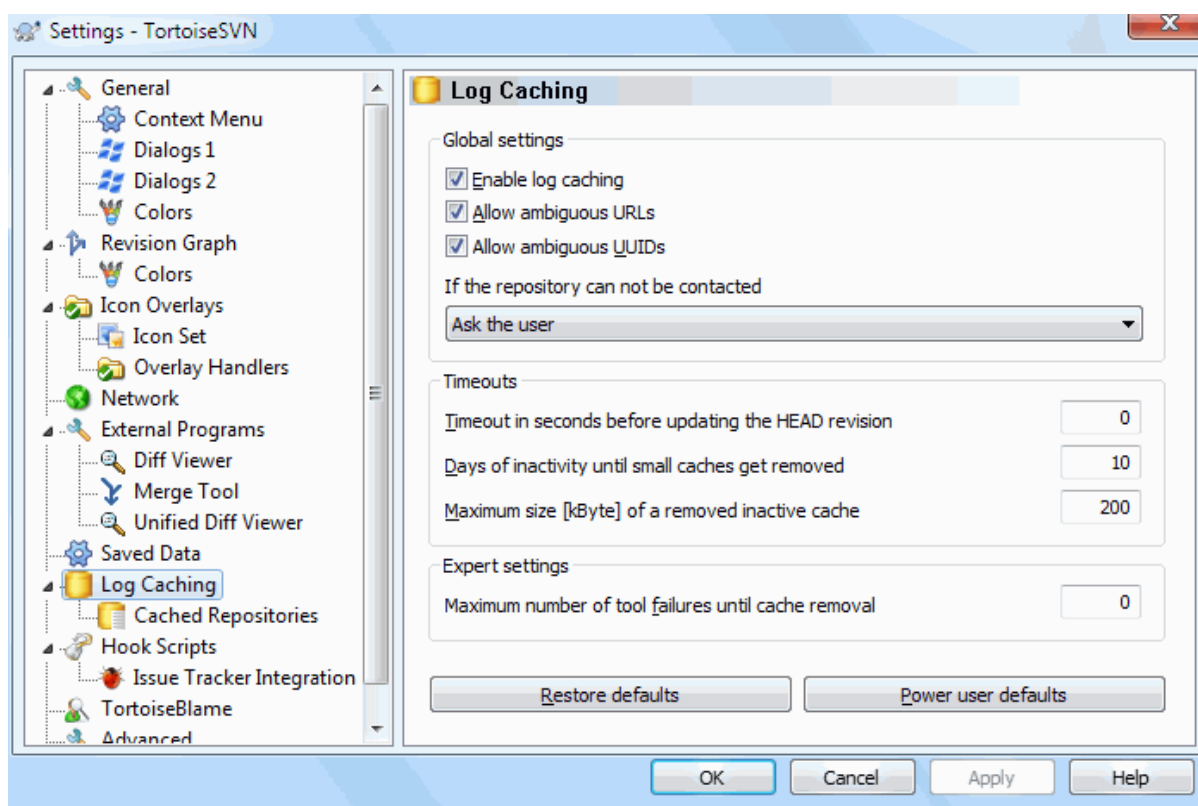 Settings - TortoiseSVN
X
General
Context Menu
Dialogs 1
Dialogs 2
Colors
Revision Graph
Colors
Icon Overlays
Icon Set
Overlay Handlers
Network
External Programs
Diff Viewer
Merge Tool
Unified Diff Viewer
Saved Data
Log Caching
Cached Repositories
Hook Scripts
Issue Tracker Integration
TortoiseBlame
Advanced
Log Caching
Global settings
Enable log caching
Allow ambiguous URLs
Allow ambiguous UUIDs
If the repository can not be contacted
Ask the user
Timeouts
Timeout in seconds before updating the HEAD revision 0
Days of inactivity until small caches get removed 10
Maximum size [kByte] of a removed inactive cache 200
Expert settings
Maximum number of tool failures until cache removal 0
Restore defaults Power user defaults
OK Cancel Apply Help